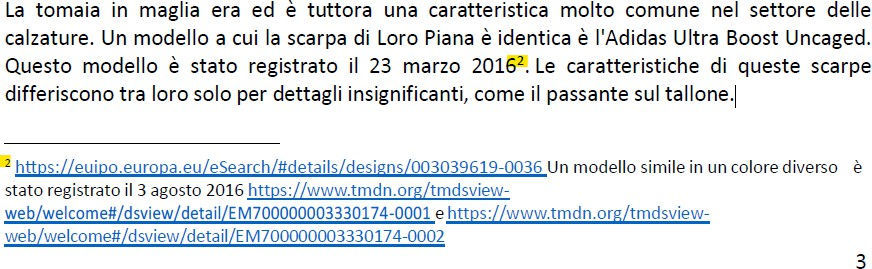 La tomaia in maglia era ed è tuttora una caratteristica molto comune nel settore delle
calzature. Un modello a cui la scarpa di Loro Piana è identica è l'Adidas Ultra Boost Uncaged.
Questo modello è stato registrato il 23 marzo 2016². Le caratteristiche di queste scarpe
differiscono tra loro solo per dettagli insignificanti, come il passante sul tallone.
² https://euipo.europa.eu/eSearch/#details/designs/003039619-0036 Un modello simile in un colore diverso è
stato registrato il 3 agosto 2016 https://www.tmdn.org/tmdsview-
web/welcome#/dsview/detail/EM700000003330174-0001 e https://www.tmdn.org/tmdsview-
web/welcome#/dsview/detail/EM700000003330174-0002
3